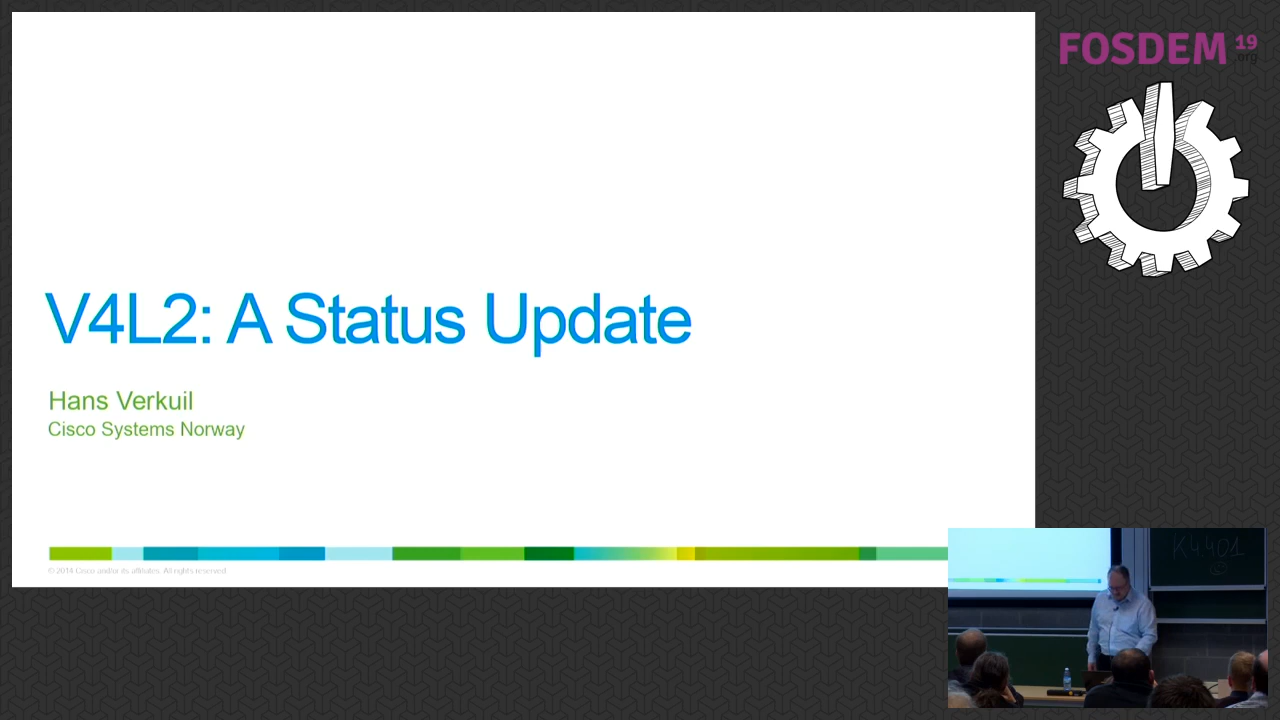 V4L2: A Status Update
Hans Verkuil
Cisco Systems Norway
© 2014 Cisco and/or its affiliates. All rights reserved.
FOSDEM 19
.org
K4401